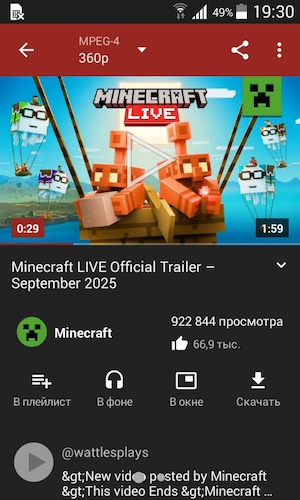 49% 19:30
MPEG-4
360p
MINECRAFT
LIVE
0:29
1:59
Minecraft LIVE Official Trailer –
September 2025
Minecraft
922 844 просмотра
66,9 тыс.
В плейлист
В фоне
В окне
Скачать
@wattlesplays
&gt;New video posted by Minecraft
&gt;This video Ends &gt;Minecraft ...